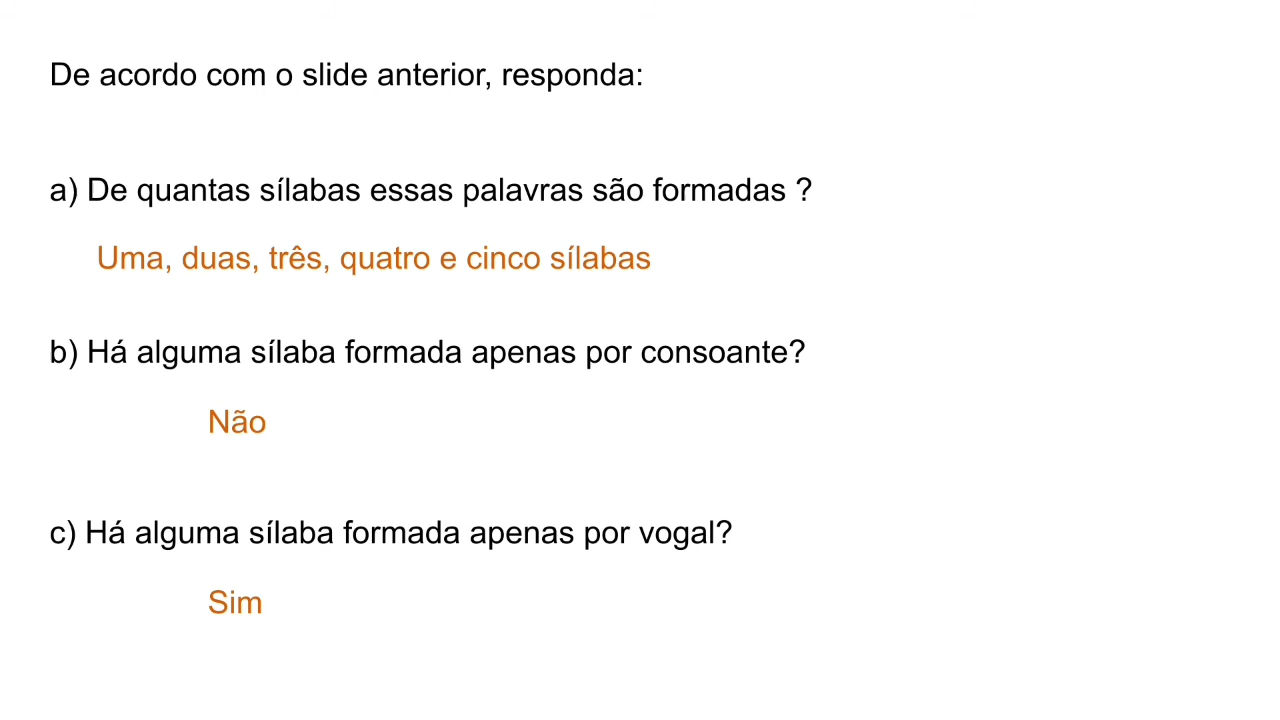 De acordo com o slide anterior, responda:
a) De quantas sílabas essas palavras são formadas ?
Uma, duas, três, quatro e cinco sílabas
b) Há alguma sílaba formada apenas por consoante?
Não
c) Há alguma sílaba formada apenas por vogal?
Sim